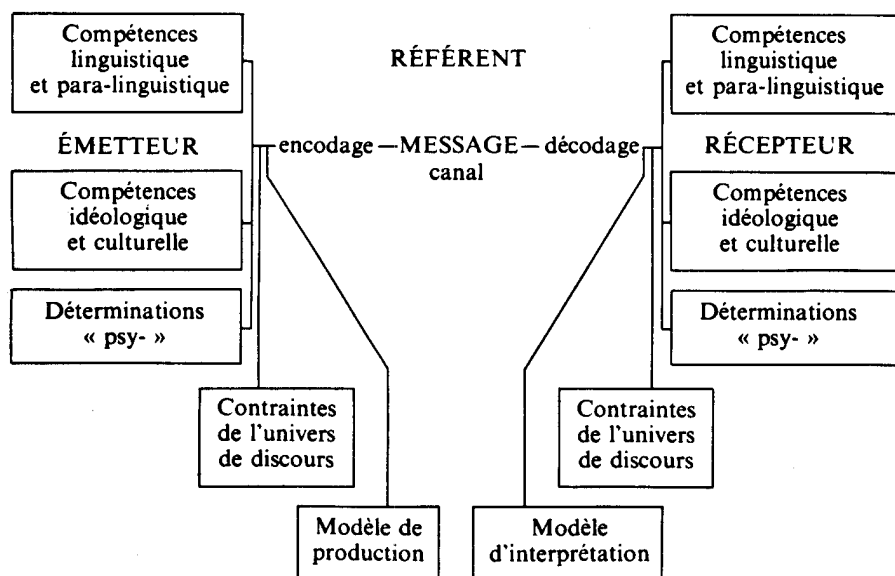 Compétences
linguistique
et para-linguistique
RÉFÉRENT
Compétences
linguistique
et para-linguistique
ÉMETTEUR
encodage — MESSAGE — décodage
canal
RÉCEPTEUR
Compétences
idéologique
et culturelle
Compétences
idéologique
et culturelle
Déterminations
« psy- »
Déterminations
« psy- »
Contraintes
de l'univers
de discours
Contraintes
de l'univers
de discours
Modèle de
production
Modèle
d'interprétation